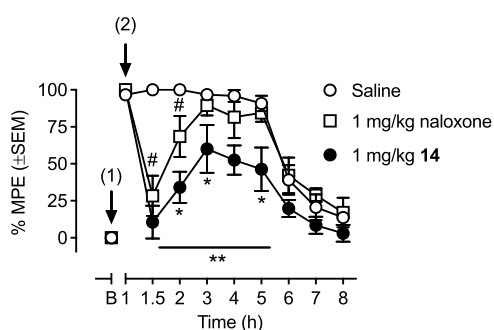 (2)
100
75
50
25
0
% MPE (±SEM)
(1)
#
#
*
*
*
**
Saline
1 mg/kg naloxone
1 mg/kg 14
B 1 1.5 2 3 4 5 6 7 8
Time (h)